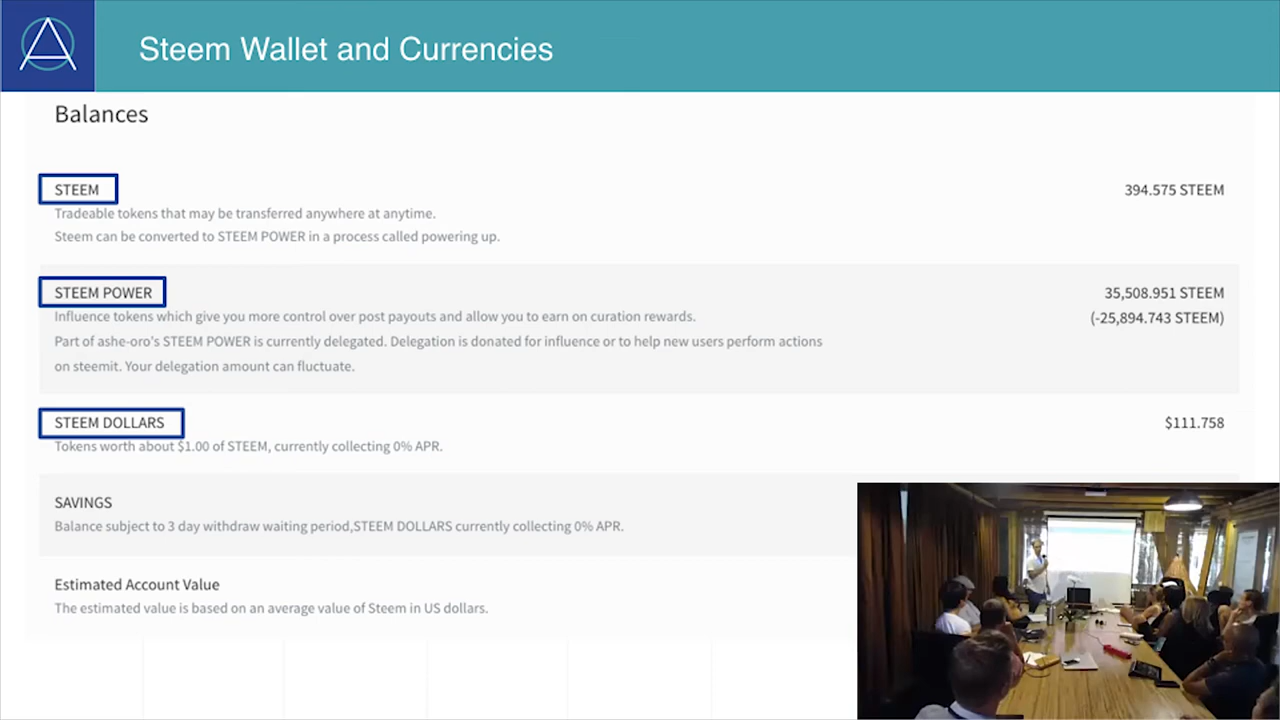 Steem Wallet and Currencies
Balances
STEEM
394.575 STEEM
Tradeable tokens that may be transferred anywhere at anytime.
Steem can be converted to STEEM POWER in a process called powering up.
STEEM POWER
35,508.951 STEEM
Influence tokens which give you more control over post payouts and allow you to earn on curation rewards.
(-25,894.743 STEEM)
Part of ashe-oro's STEEM POWER is currently delegated. Delegation is donated for influence or to help new users perform actions
on steemit. Your delegation amount can fluctuate.
STEEM DOLLARS
$111.758
Tokens worth about $1.00 of STEEM, currently collecting 0% APR.
SAVINGS
Balance subject to 3 day withdraw waiting period,STEEM DOLLARS currently collecting 0% APR.
Estimated Account Value
The estimated value is based on an average value of Steem in US dollars.